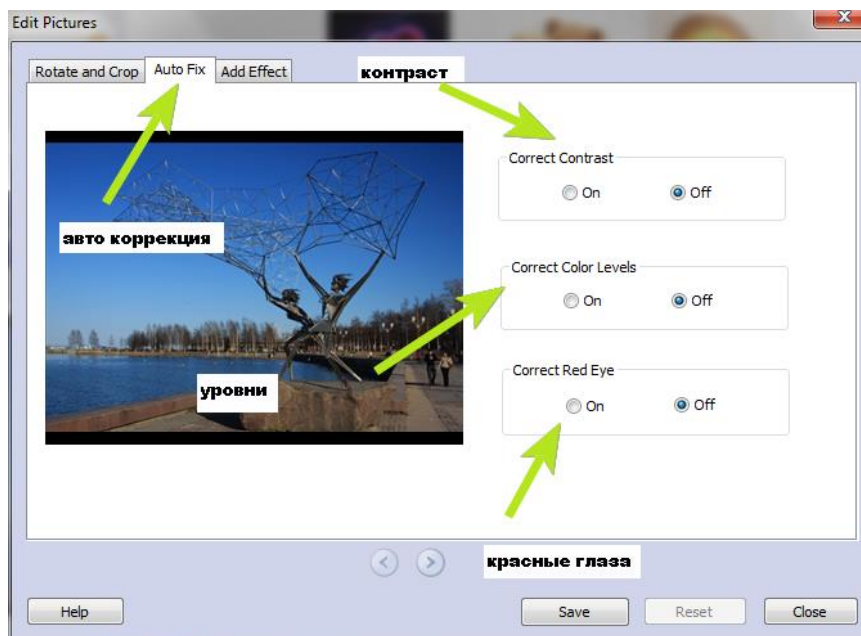 Edit Pictures
Rotate and Crop Auto Fix Add Effect
контраст
Correct Contrast
On Off
авто коррекция
Correct Color Levels
On Off
Correct Red Eye
уровни
On Off
красные глаза
Help Save Reset Close